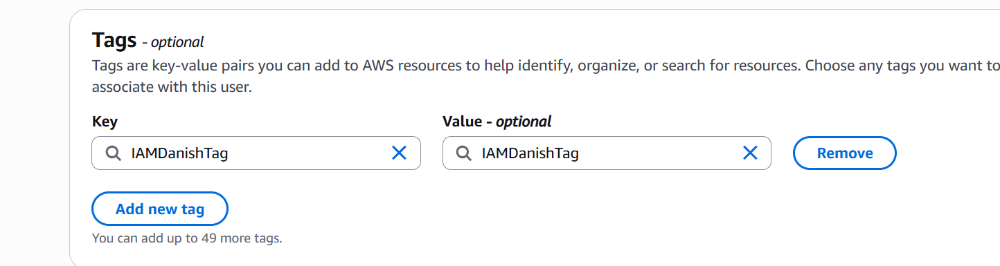 Tags - optional
Tags are key-value pairs you can add to AWS resources to help identify, organize, or search for resources. Choose any tags you want to
associate with this user.
Key
Value - optional
IAMDanishTag
IAMDanishTag
Remove
Add new tag
You can add up to 49 more tags.